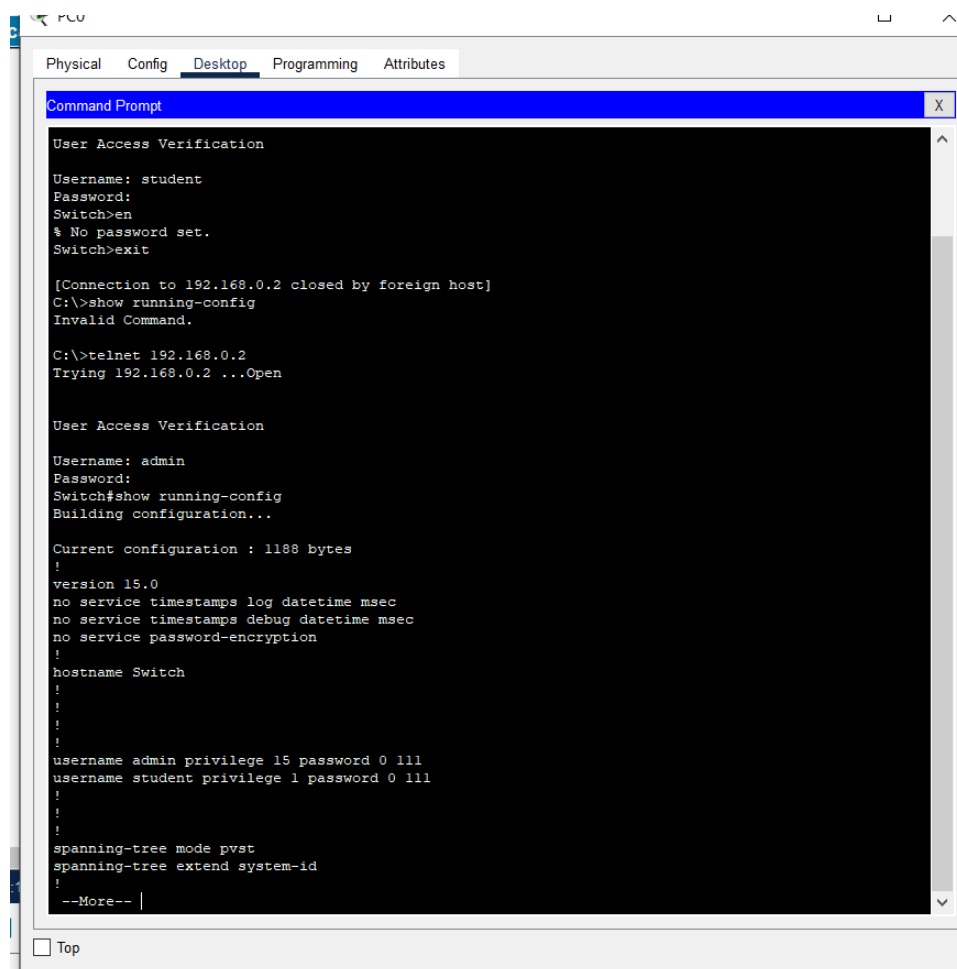 PC0
Physical Config Desktop Programming Attributes
Command Prompt
X
User Access Verification
Username: student
Password:
Switch>en
% No password set.
Switch>exit
[Connection to 192.168.0.2 closed by foreign host]
C:\>show running-config
Invalid Command.
C:\>telnet 192.168.0.2
Trying 192.168.0.2 ...Open
User Access Verification
Username: admin
Password:
Switch#show running-config
Building configuration...
Current configuration : 1188 bytes
!
version 15.0
no service timestamps log datetime msec
no service timestamps debug datetime msec
no service password-encryption
!
hostname Switch
!
!
!
!
username admin privilege 15 password 0 111
username student privilege 1 password 0 111
!
!
!
spanning-tree mode pvst
spanning-tree extend system-id
!
--More--
Top